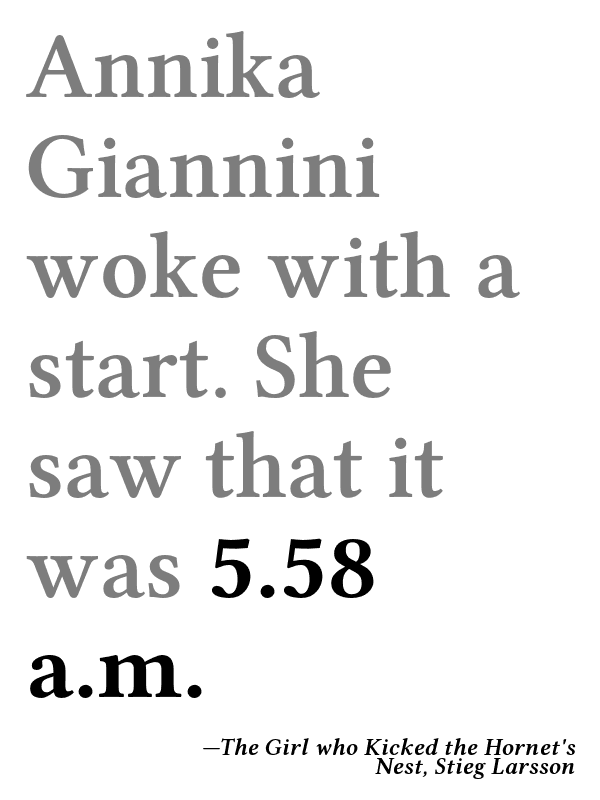 Annika
Giannini
woke with a
start. She
saw that it
was 5.58
a.m.
—The Girl who Kicked the Hornet's
Nest, Stieg Larsson